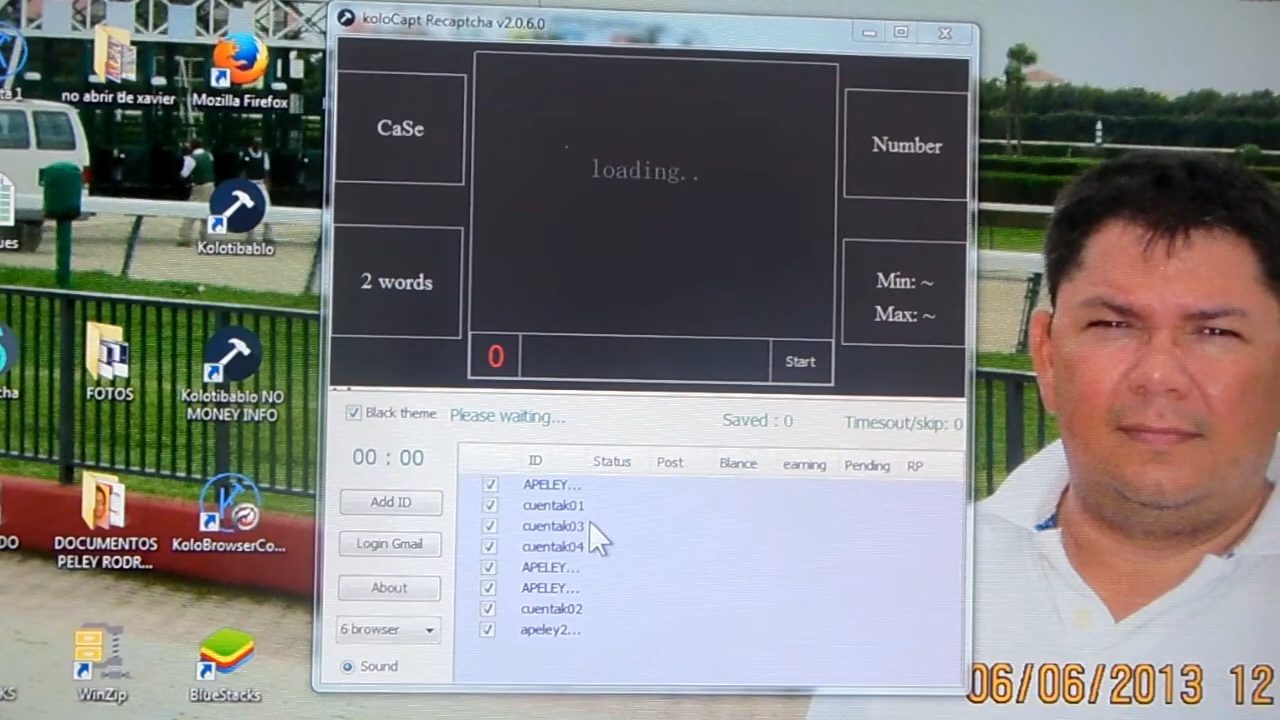 koloCapt Recaptcha v2.0.6.0
CaSe
loading..
Number
2 words
Min: ~
Max: ~
0
Start
Black theme
Please waiting...
Saved : 0
Timesout/skip: 0
00 : 00
ID Status Post Blance earning Pending RP
Add ID
Login Gmail
About
6 browser
Sound
APELEY...
cuentak01
cuentak03
cuentak04
APELEY...
APELEY...
cuentak02
apeley2...
no abrir de xavier
Mozilla Firefox
Kolotibablo
FOTOS
Kolotibablo NO
MONEY INFO
DOCUMENTOS
PELEY RODR...
KoloBrowserCo...
WinZip
BlueStacks
06/06/2013 12